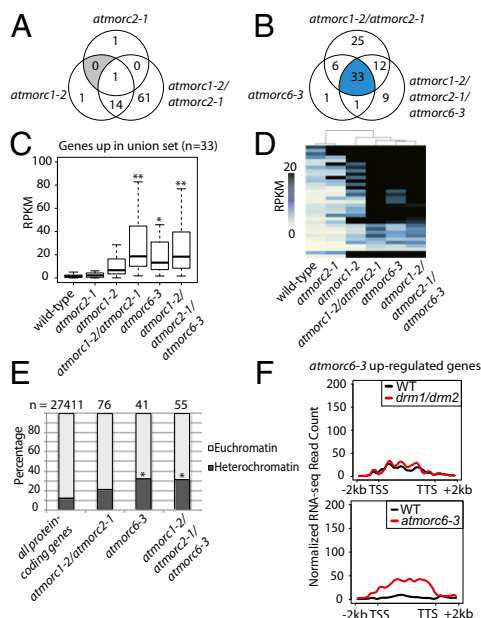 A
atmorc2-1
1
0
0
1
1
14
61
atmorc1-2
atmorc1-2/
atmorc2-1
B
atmorc1-2/atmorc2-1
25
6
12
33
1
1
9
atmorc6-3
atmorc1-2/
atmorc2-1/
atmorc6-3
C
Genes up in union set (n=33)
RPKM
100
80
60
40
20
0
**
*
**
wild-type
atmorc2-1
atmorc1-2
atmorc1-2/atmorc2-1
atmorc6-3
atmorc1-2/
atmorc2-1/
atmorc6-3
D
RPKM
20
0
wild-type
atmorc2-1
atmorc1-2
atmorc1-2/atmorc2-1
atmorc6-3
atmorc1-2/
atmorc2-1/
atmorc6-3
E
n = 27411 76 41 55
Percentage
100
80
60
40
20
0
*
*
Euchromatin
Heterochromatin
all protein-
coding genes
atmorc1-2/atmorc2-1
atmorc6-3
atmorc1-2/
atmorc2-1/
atmorc6-3
F
atmorc6-3 up-regulated genes
Normalized RNA-seq Read Count
200
150
100
50
0
WT
drm1/drm2
-2kb TSS TTS +2kb
200
150
100
50
0
WT
atmorc6-3
-2kb TSS TTS +2kb